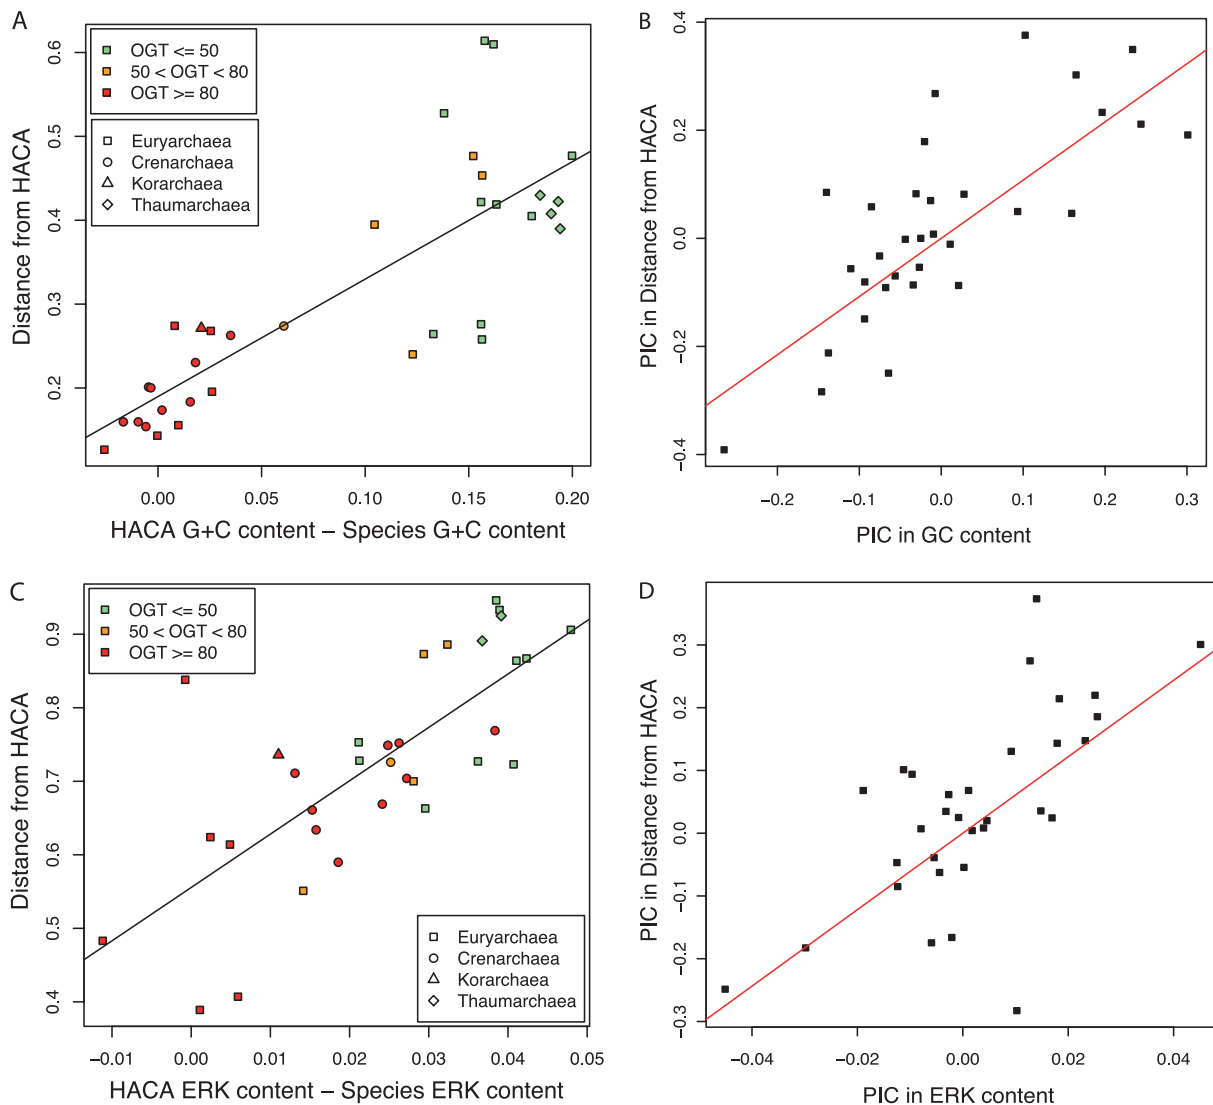 A
OGT <= 50
50 < OGT < 80
OGT >= 80
Euryarchaea
Crenarchaea
Korarchaea
Thaumarchaea
Distance from HACA
0.2 0.3 0.4 0.5 0.6
0.00 0.05 0.10 0.15 0.20
HACA G+C content – Species G+C content
B
PIC in Distance from HACA
−0.4 −0.2 0.0 0.2 0.4
−0.2 −0.1 0.0 0.1 0.2 0.3
PIC in GC content
C
OGT <= 50
50 < OGT < 80
OGT >= 80
Euryarchaea
Crenarchaea
Korarchaea
Thaumarchaea
Distance from HACA
0.4 0.5 0.6 0.7 0.8 0.9
−0.01 0.00 0.01 0.02 0.03 0.04 0.05
HACA ERK content – Species ERK content
D
PIC in Distance from HACA
−0.3 −0.2 −0.1 0.0 0.1 0.2 0.3
−0.04 −0.02 0.00 0.02 0.04
PIC in ERK content